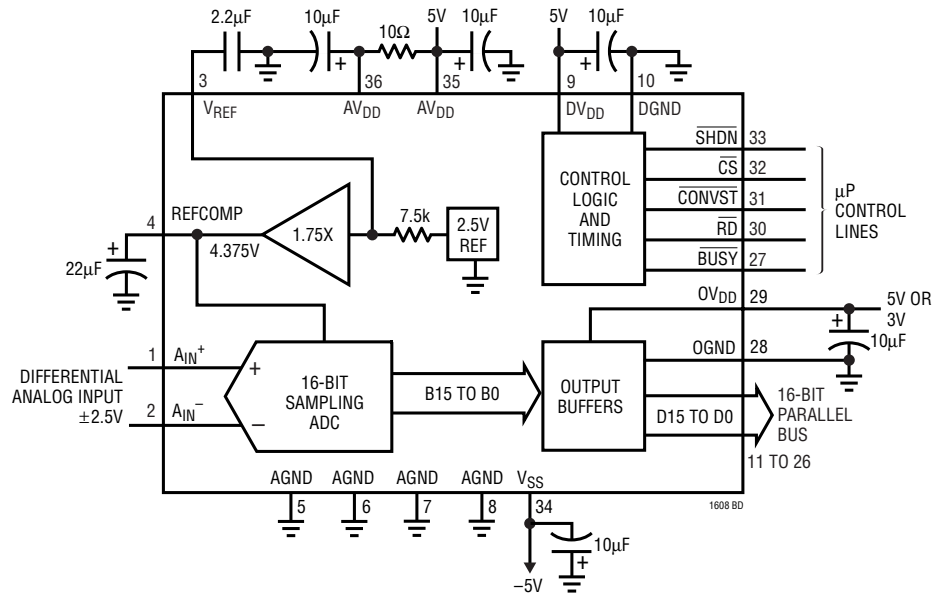 2.2µF
10µF
10Ω
5V
10µF
5V
10µF
3
36
35
9
10
VREF
AVDD
AVDD
DVDD
DGND
SHDN 33
CS 32
CONVST 31
RD 30
BUSY 27
µP
CONTROL
LINES
CONTROL
LOGIC
AND
TIMING
4
REFCOMP
4.375V
1.75X
7.5k
2.5V
REF
+
22µF
OVDD 29
5V OR
3V
+
10µF
OGND 28
1 AIN+
2 AIN−
DIFFERENTIAL
ANALOG INPUT
±2.5V
+
−
16-BIT
SAMPLING
ADC
B15 TO B0
OUTPUT
BUFFERS
D15 TO D0
16-BIT
PARALLEL
BUS
11 TO 26
AGND
AGND
AGND
AGND
VSS
5
6
7
8
34
1608 BD
10µF
+
−5V
+
+
+